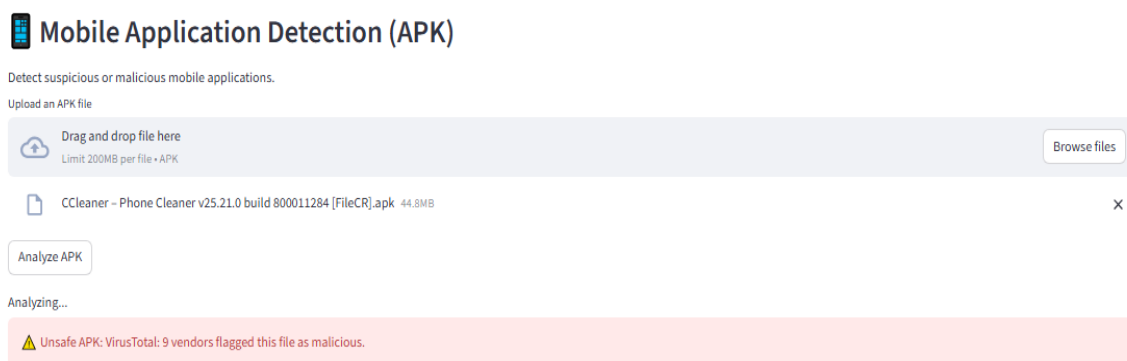 Mobile Application Detection (APK)
Detect suspicious or malicious mobile applications.
Upload an APK file
Drag and drop file here
Limit 200MB per file • APK
Browse files
CCleaner – Phone Cleaner v25.21.0 build 800011284 [FileCR].apk 44.8MB
Analyze APK
Analyzing...
Unsafe APK: VirusTotal: 9 vendors flagged this file as malicious.